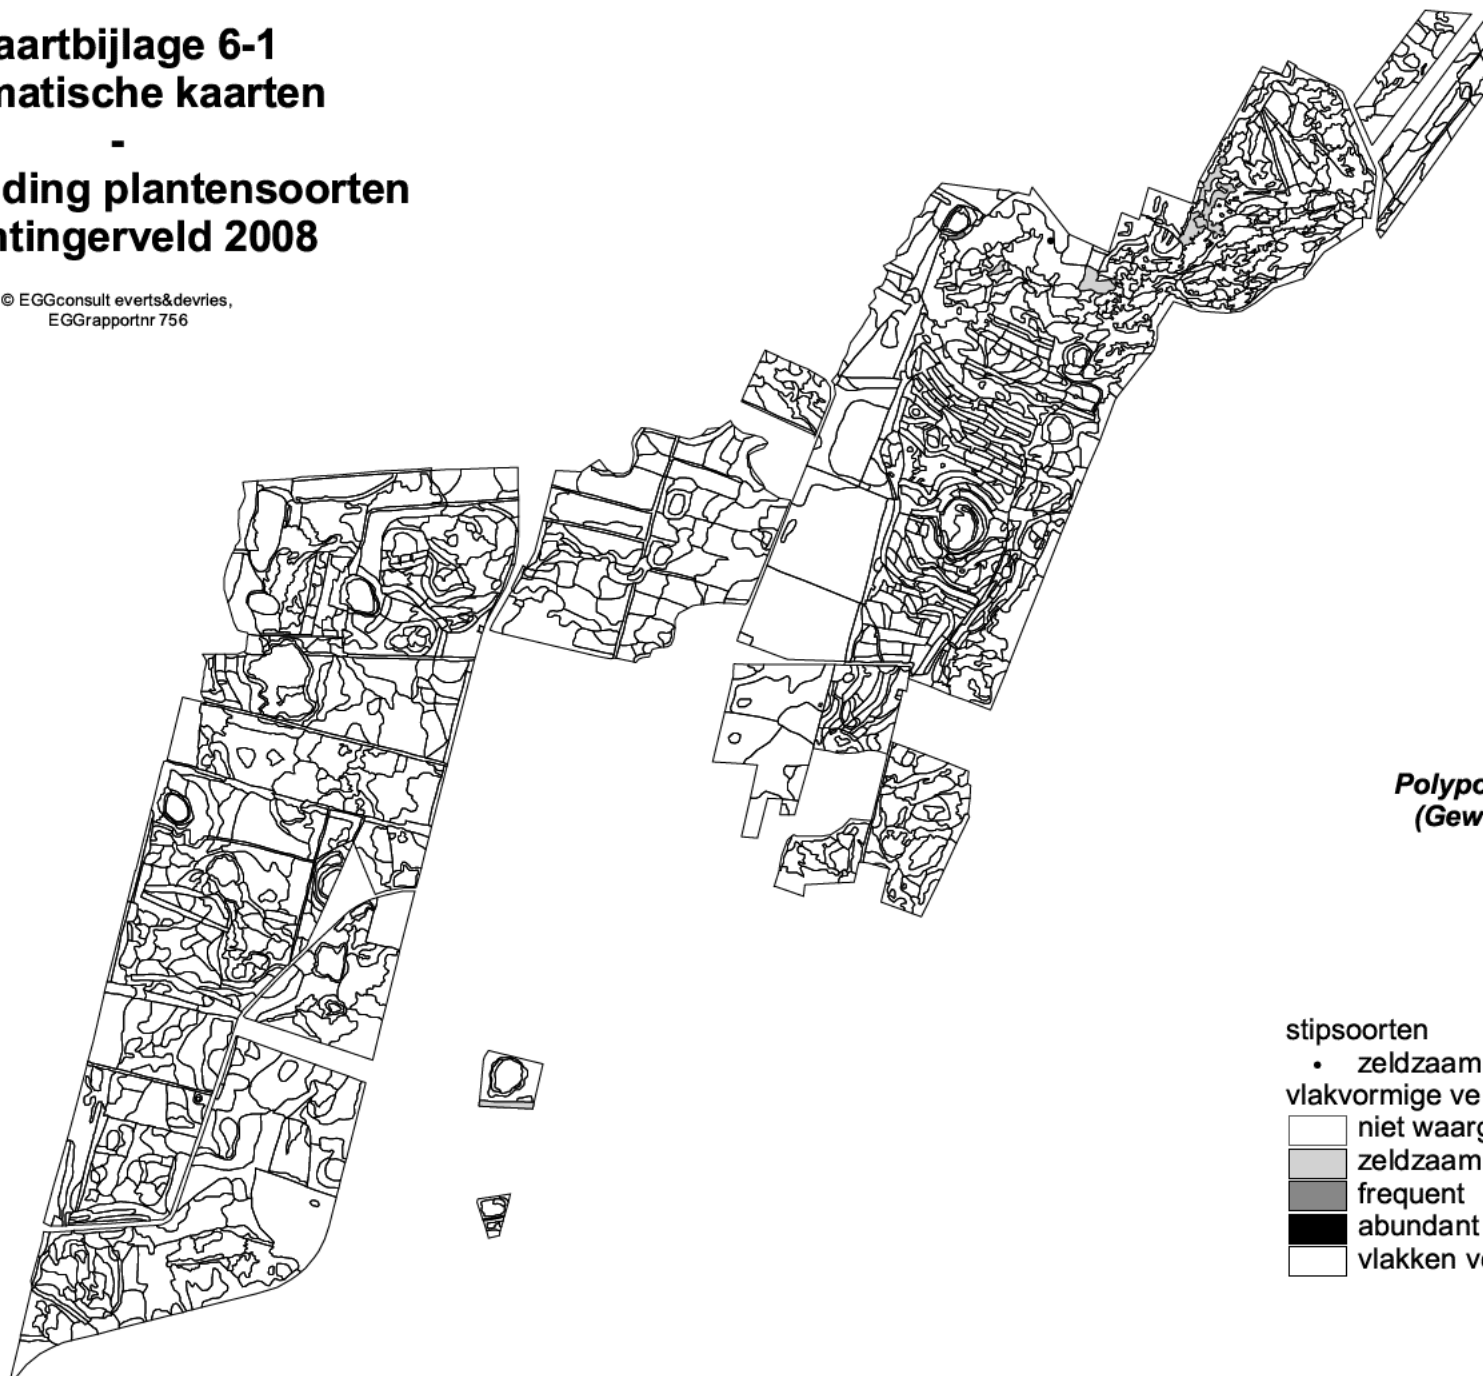 aartbijlage 6-1
matische kaarten
-
ding plantensoorten
ntingerveld 2008
© EGGconsult everts&devries,
EGGrapportnr 756
Polypo
(Gew
stipsoorten
• zeldzaam
vlakvormige ve
niet waarg
zeldzaam
frequent
abundant
vlakken ve